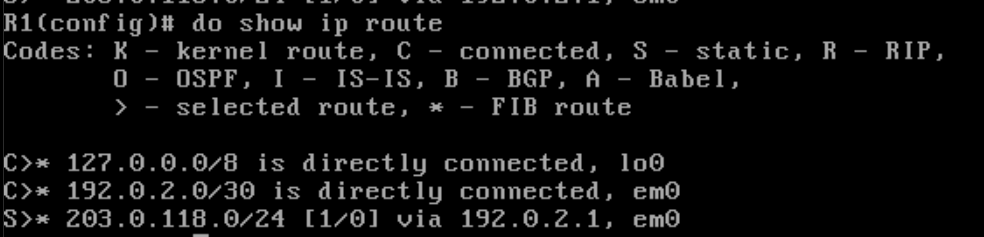 R1(config)# do show ip route
Codes: K - kernel route, C - connected, S - static, R - RIP,
       O - OSPF, I - IS-IS, B - BGP, A - Babel,
       > - selected route, * - FIB route

C>* 127.0.0.0/8 is directly connected, lo0
C>* 192.0.2.0/30 is directly connected, em0
S>* 203.0.118.0/24 [1/0] via 192.0.2.1, em0